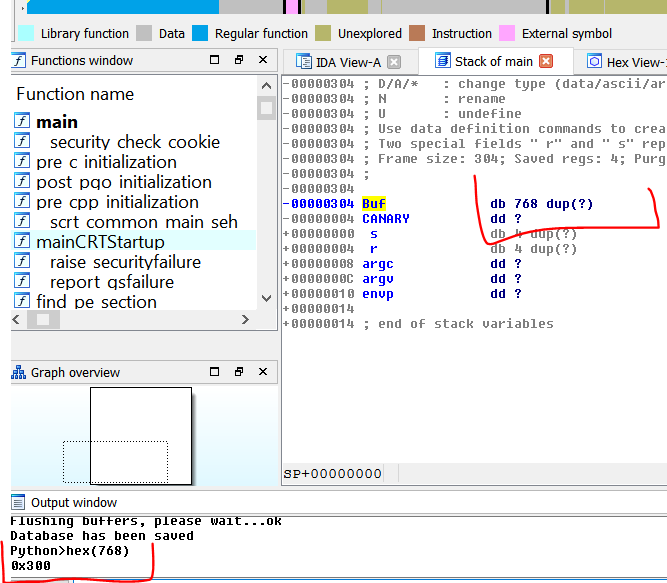 Library function Data Regular function Unexplored Instruction External symbol
Functions window
Function name
main
security check cookie
pre c initialization
post pgo initialization
pre cpp initialization
scrt common main seh
mainCRTStartup
raise securityfailure
report gsfailure
find pe section
Graph overview
IDA View-A Stack of main Hex View-
-00000304 ; D/A/* : change type (data/ascii/ar
-00000304 ; N : rename
-00000304 ; U : undefine
-00000304 ; Use data definition commands to crea
-00000304 ; Two special fields " r" and " s" rep
-00000304 ; Frame size: 304; Saved regs: 4; Purg
-00000304 ;
-00000304
-00000304 Buf db 768 dup(?)
-00000004 CANARY dd ?
+00000000 s db 4 dup(?)
+00000004 r db 4 dup(?)
+00000008 argc dd ?
+0000000C argv dd ?
+00000010 envp dd ?
+00000014
+00000014 ; end of stack variables
SP+00000000
Output window
Flushing buffers, please wait...ok
Database has been saved
Python>hex(768)
0x300